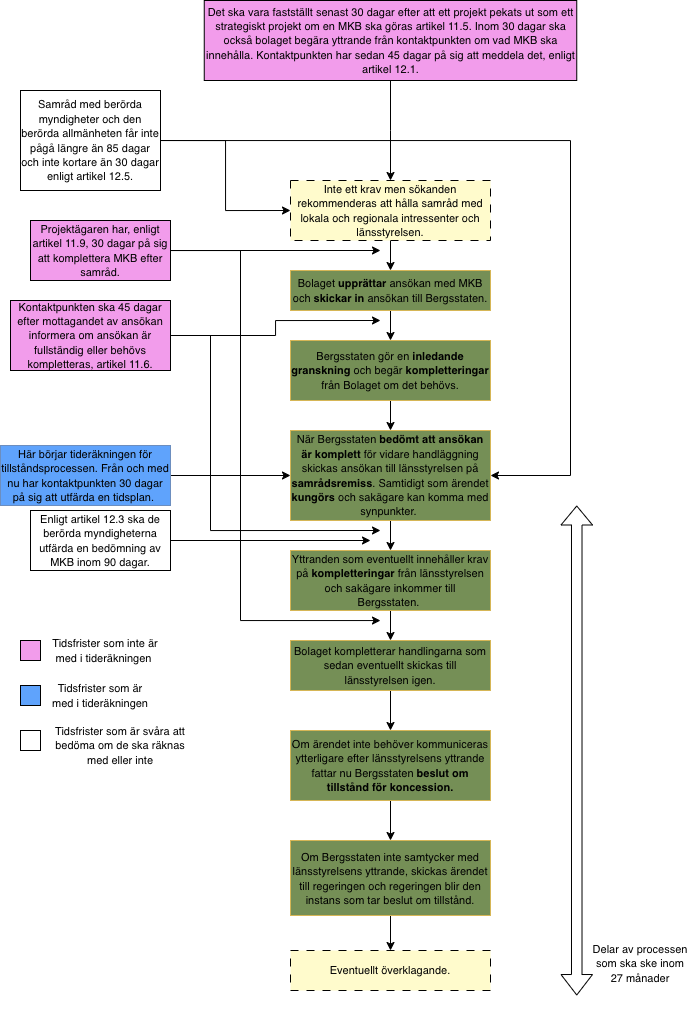 Det ska vara fastställt senast 30 dagar efter att ett projekt pekats ut som ett
strategiskt projekt om en MKB ska göras artikel 11.5. Inom 30 dagar ska
också bolaget begära yttrande från kontaktpunkten om vad MKB ska
innehålla. Kontaktpunkten har sedan 45 dagar på sig att meddela det, enligt
artikel 12.1.
Samråd med berörda
myndigheter och den
berörda allmänheten får inte
pågå längre än 85 dagar
och inte kortare än 30 dagar
enligt artikel 12.5.
Inte ett krav men sökanden
rekommenderas att hålla samråd med
lokala och regionala intressenter och
länsstyrelsen.
Projektägaren har, enligt
artikel 11.9, 30 dagar på sig
att komplettera MKB efter
samråd.
Bolaget upprättar ansökan med MKB
och skickar in ansökan till Bergsstaten.
Kontaktpunkten ska 45 dagar
efter mottagandet av ansökan
informera om ansökan är
fullständig eller behövs
kompletteras, artikel 11.6.
Bergsstaten gör en inledande
granskning och begär kompletteringar
från Bolaget om det behövs.
När Bergsstaten bedömt att ansökan
är komplett för vidare handläggning
skickas ansökan till länsstyrelsen på
samrådsremiss. Samtidigt som ärendet
kungörs och sakägare kan komma med
synpunkter.
Här börjar tideräkningen för
tillståndsprocessen. Från och med
nu har kontaktpunkten 30 dagar
på sig att utfärda en tidsplan.
Enligt artikel 12.3 ska de
berörda myndigheterna
utfärda en bedömning av
MKB inom 90 dagar.
Yttranden som eventuellt innehåller krav
på kompletteringar från länsstyrelsen
och sakägare inkommer till
Bergsstaten.
Bolaget kompletterar handlingarna som
sedan eventuellt skickas till
länsstyrelsen igen.
Tidsfrister som inte är
med i tideräkningen
Tidsfrister som är
med i tideräkningen
Tidsfrister som är svåra att
bedöma om de ska räknas
med eller inte
Om ärendet inte behöver kommuniceras
ytterligare efter länsstyrelsens yttrande
fattar nu Bergsstaten beslut om
tillstånd för koncession.
Om Bergsstaten inte samtycker med
länsstyrelsens yttrande, skickas ärendet
till regeringen och regeringen blir den
instans som tar beslut om tillstånd.
Eventuellt överklagande.
Delar av processen
som ska ske inom
27 månader